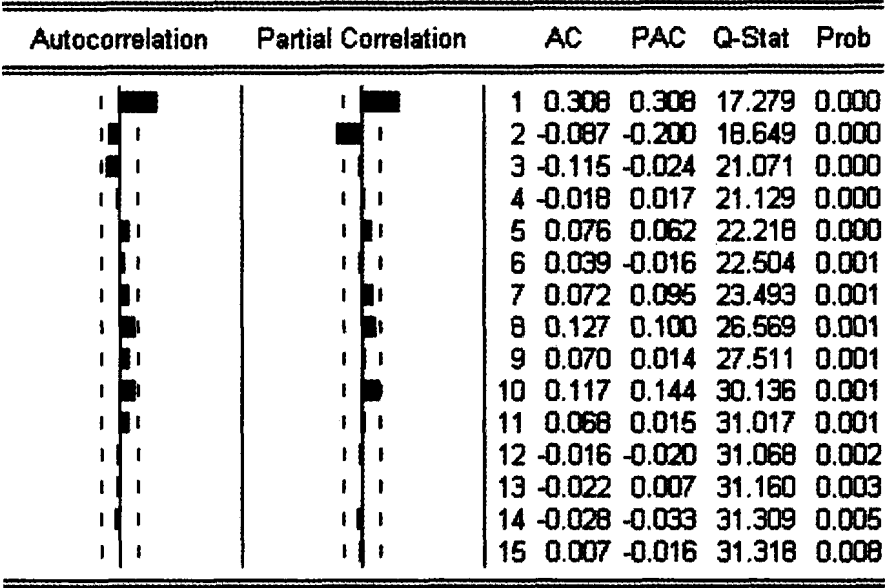 Autocorrelation Partial Correlation AC PAC Q-Stat Prob
1 0.308 0.308 17.279 0.000
2 -0.087 -0.200 18.649 0.000
3 -0.115 -0.024 21.071 0.000
4 -0.018 0.017 21.129 0.000
5 0.076 0.062 22.218 0.000
6 0.039 -0.016 22.504 0.001
7 0.072 0.095 23.493 0.001
8 0.127 0.100 26.569 0.001
9 0.070 0.014 27.511 0.001
10 0.117 0.144 30.136 0.001
11 0.068 0.015 31.017 0.001
12 -0.016 -0.020 31.068 0.002
13 -0.022 0.007 31.160 0.003
14 -0.028 -0.033 31.309 0.005
15 0.007 -0.016 31.318 0.008